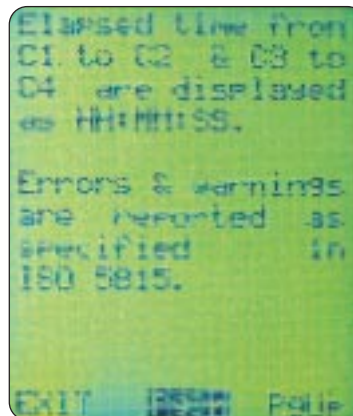 Elapsed time from
C1 to C2 & C3 to
C4 are displayed
as HH:MM:SS.
Errors & warnings
are reported as
specified in
ISO 5815.
EXIT